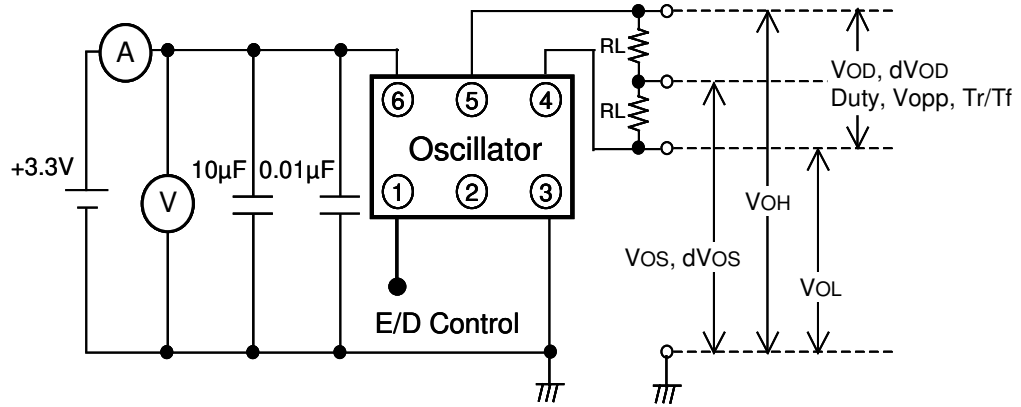 A
RL
VOD, dVOD
Duty, Vopp, Tr/Tf
6 5 4
RL
Oscillator
+3.3V
10µF 0.01µF
1 2 3
V
VOH
VOS, dVOS
VOL
E/D Control